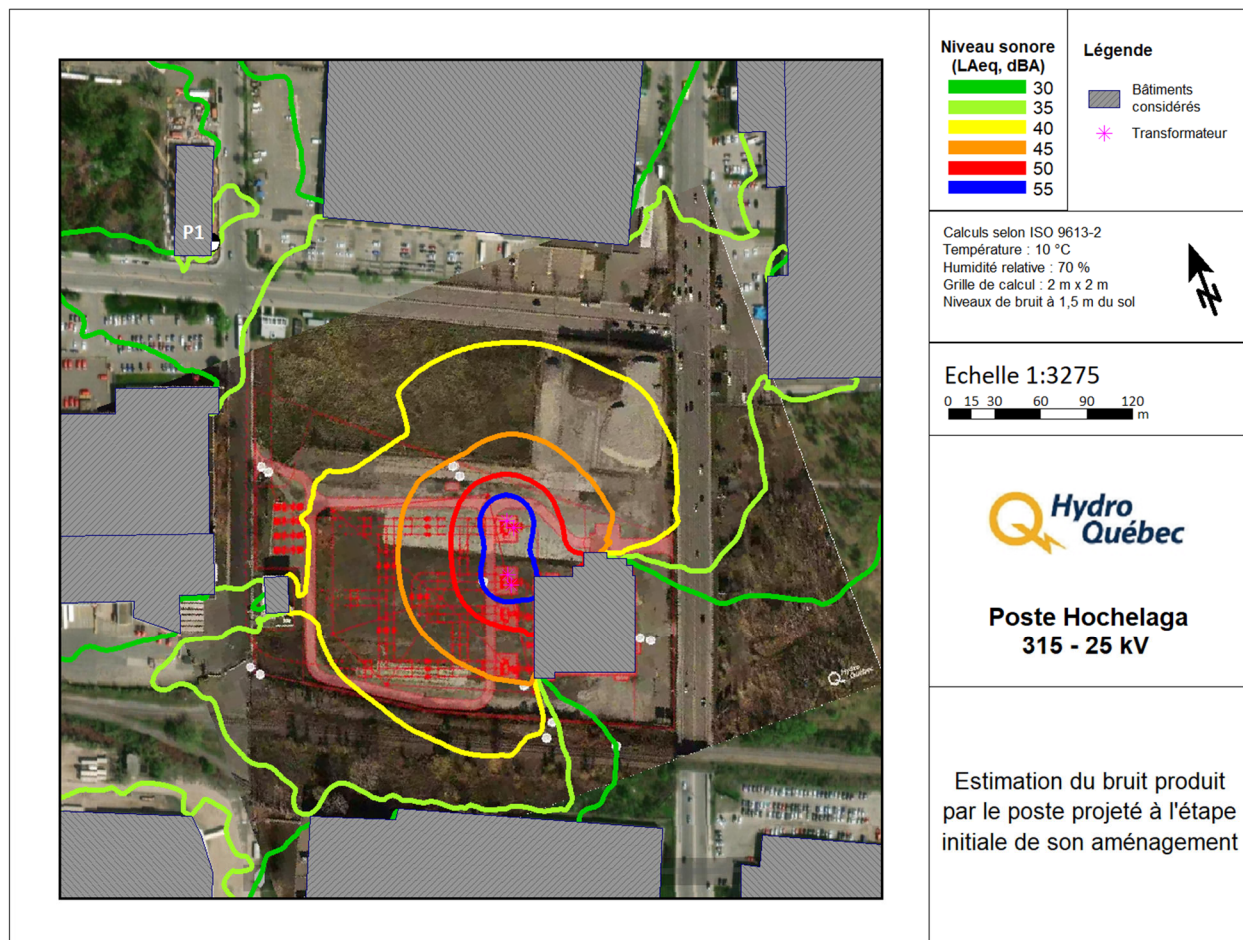 P1
Hydro
Québec
Niveau sonore
(LAeq, dBA)
30
35
40
45
50
55
Légende
Bâtiments
considérés
Transformateur
Calculs selon ISO 9613-2
Température : 10 °C
Humidité relative : 70 %
Grille de calcul : 2 m x 2 m
Niveaux de bruit à 1,5 m du sol
N
Echelle 1:3275
0 15 30 60 90 120
m
Hydro
Québec
Poste Hochelaga
315 - 25 kV
Estimation du bruit produit
par le poste projeté à l'étape
initiale de son aménagement